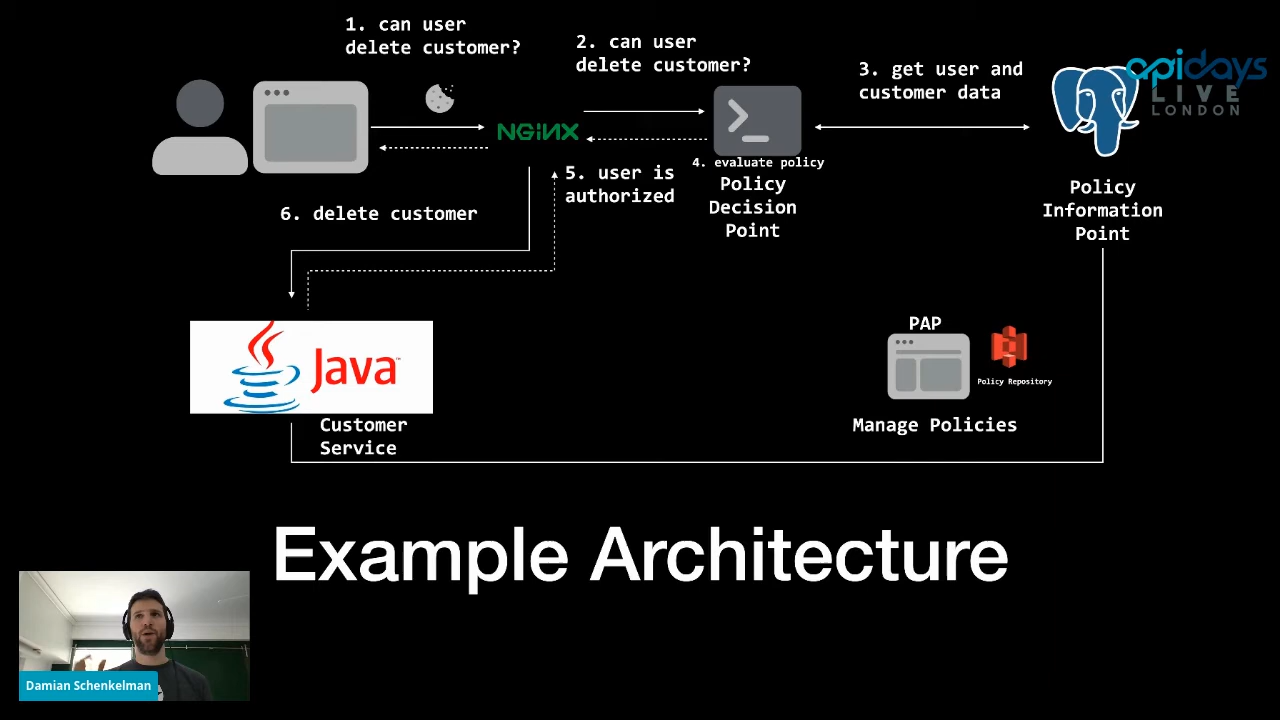 1. can user
delete customer?
2. can user
delete customer?
3. get user and
customer data
apidays
LIVE
LONDON
NGINX
4. evaluate policy
Policy
Decision
Point
5. user is
authorized
Policy
Information
Point
6. delete customer
Java™
Customer
Service
PAP
Policy Repository
Manage Policies
Example Architecture
Damian Schenkelman